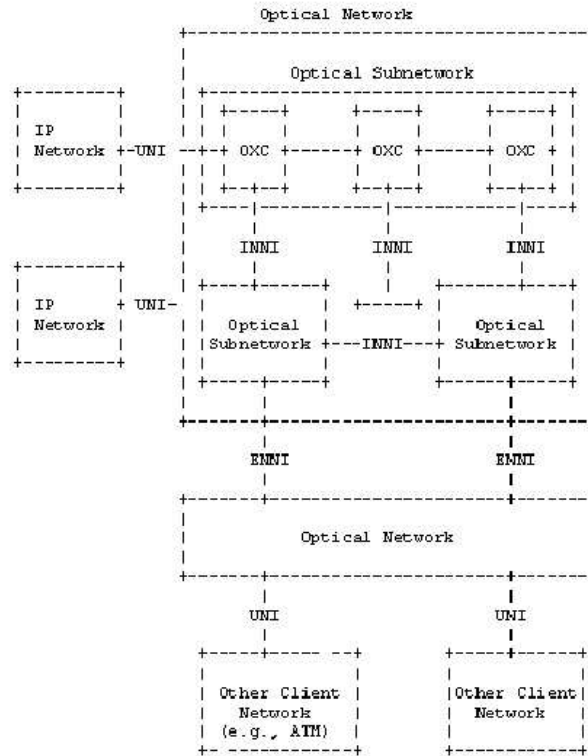 Optical Network
Optical Subnetwork
IP
Network
UNI
OXC
OXC
OXC
INNI
INNI
INNI
IP
Network
UNI
Optical
Subnetwork
INNI
Optical
Subnetwork
ENNI
ENNI
Optical Network
UNI
UNI
Other Client
Network
(e.g., ATM)
Other Client
Network